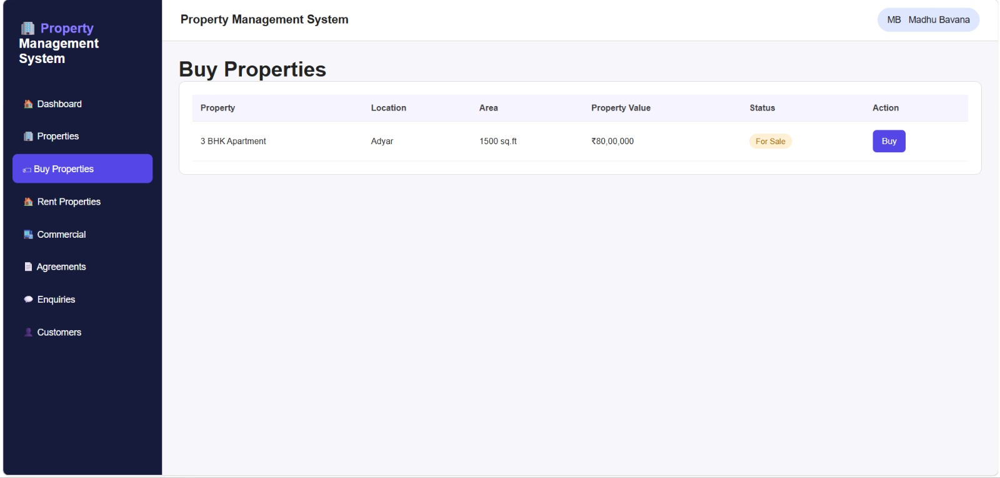 Property
Management
System
Dashboard
Properties
Buy Properties
Rent Properties
Commercial
Agreements
Enquiries
Customers
Property Management System
MB Madhu Bavana
Buy Properties
Property Location Area Property Value Status Action
3 BHK Apartment Adyar 1500 sq.ft ₹80,00,000 For Sale Buy